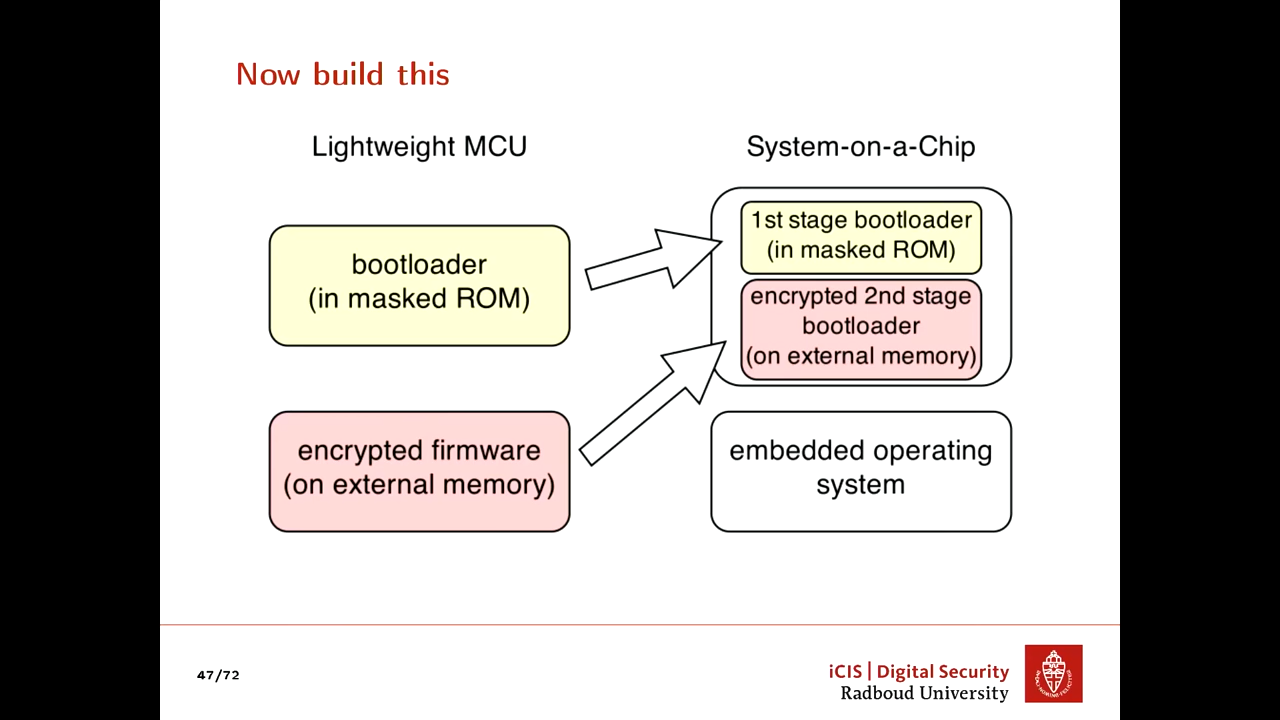 Now build this
Lightweight MCU
System-on-a-Chip
bootloader
(in masked ROM)
1st stage bootloader
(in masked ROM)
encrypted 2nd stage
bootloader
(on external memory)
encrypted firmware
(on external memory)
embedded operating
system
47/72
iCIS | Digital Security
Radboud University